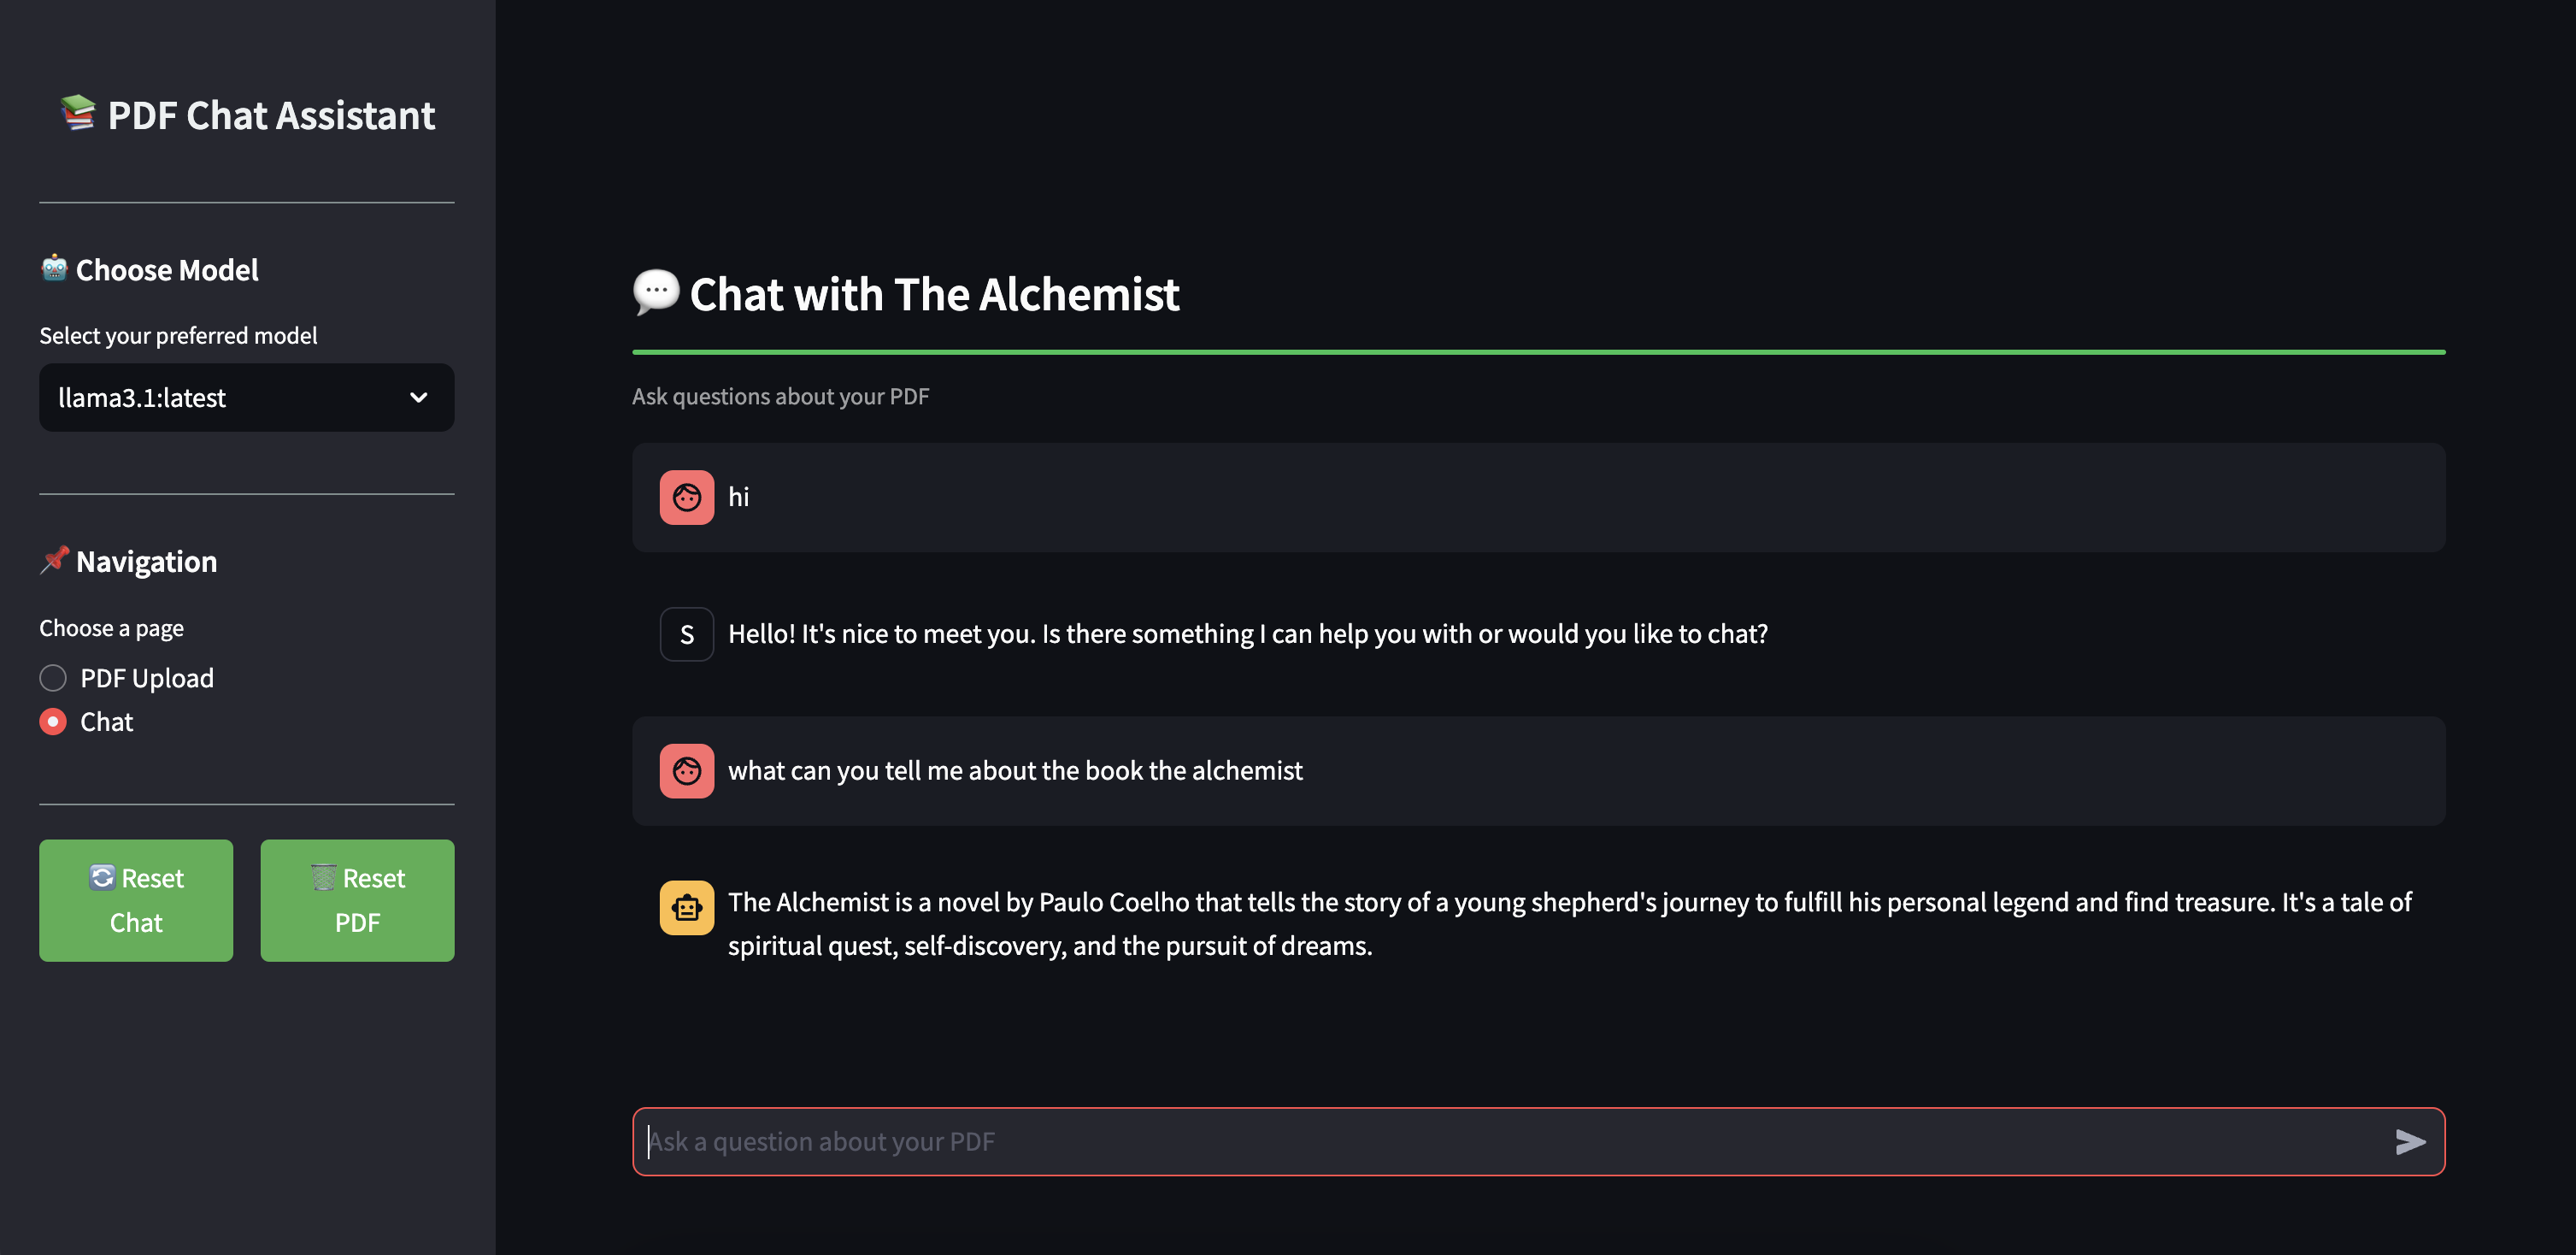 📚 PDF Chat Assistant
🤖 Choose Model
Select your preferred model
llama3.1:latest
📌 Navigation
Choose a page
PDF Upload
Chat
🔄 Reset
Chat
🗑️ Reset
PDF
💬 Chat with The Alchemist
Ask questions about your PDF
hi
S
Hello! It's nice to meet you. Is there something I can help you with or would you like to chat?
what can you tell me about the book the alchemist
The Alchemist is a novel by Paulo Coelho that tells the story of a young shepherd's journey to fulfill his personal legend and find treasure. It's a tale of
spiritual quest, self-discovery, and the pursuit of dreams.
Ask a question about your PDF